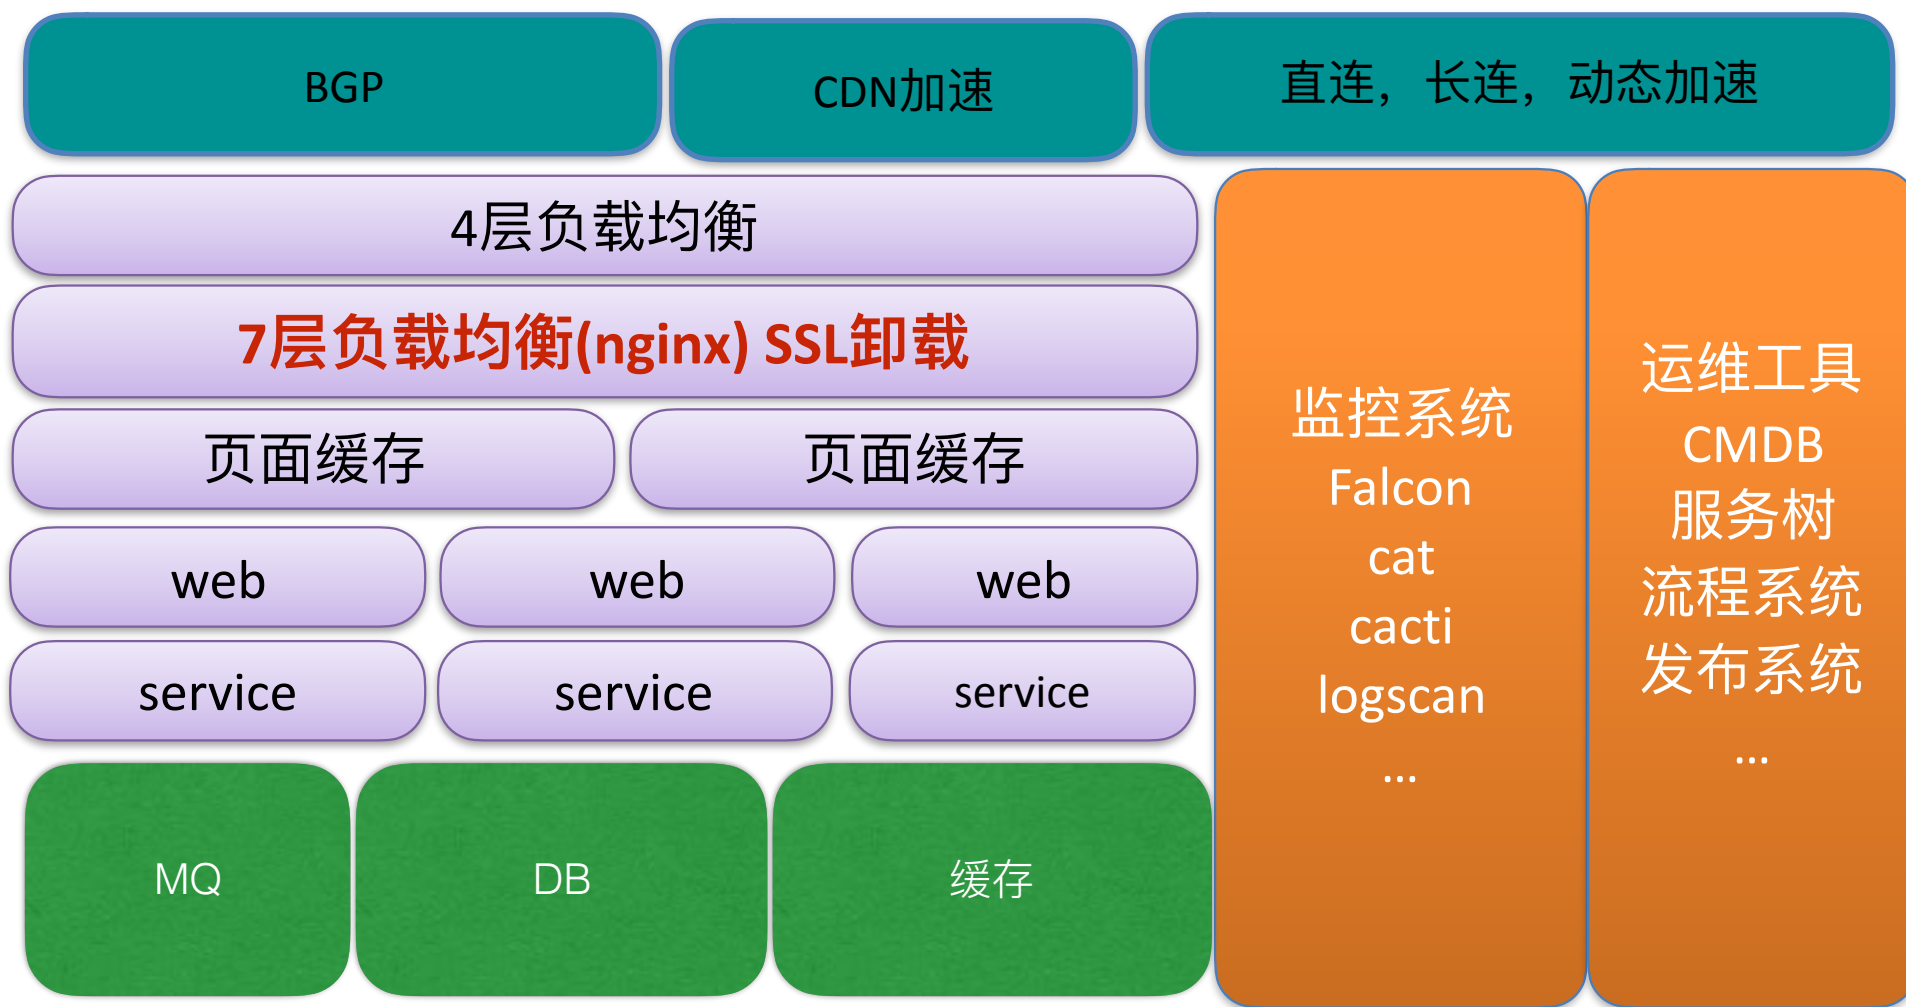 BGP
CDN加速
直连，长连，动态加速
4层负载均衡
7层负载均衡(nginx) SSL卸载
页面缓存
页面缓存
web
web
web
service
service
service
MQ
DB
缓存
监控系统
Falcon
cat
cacti
logscan
...
运维工具
CMDB
服务树
流程系统
发布系统
...